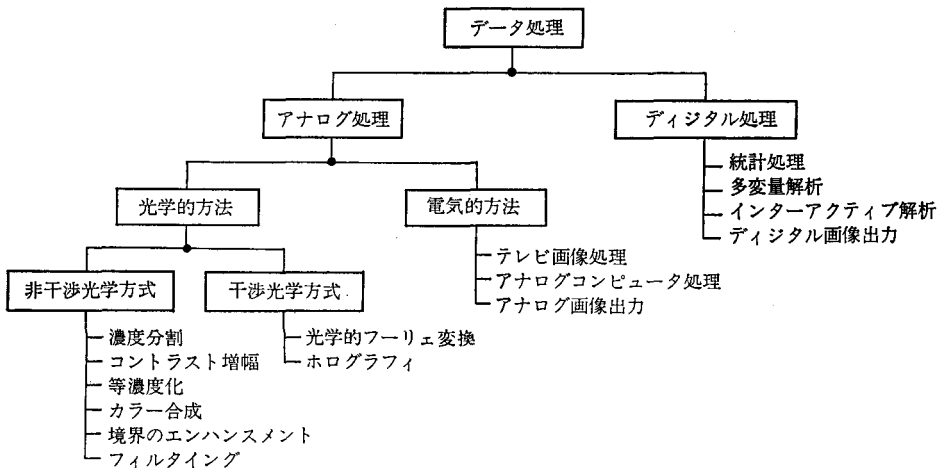 データ処理
アナログ処理
ディジタル処理
統計処理
多変量解析
インターアクティブ解析
ディジタル画像出力
光学的方法
電気的方法
テレビ画像処理
アナログコンピュータ処理
アナログ画像出力
非干渉光学方式
干渉光学方式
濃度分割
コントラスト増幅
等濃度化
カラー合成
境界のエンハンスメント
フィルタイング
光学的フーリェ変換
ホログラフィ